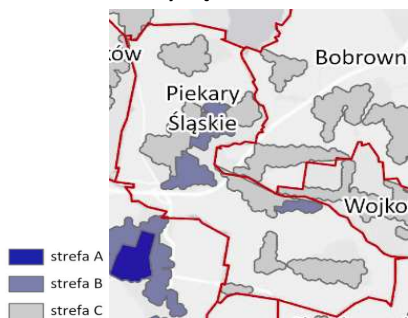 ków
Bobrown
Piekary
Śląskie
Wojko
strefa A
strefa B
strefa C